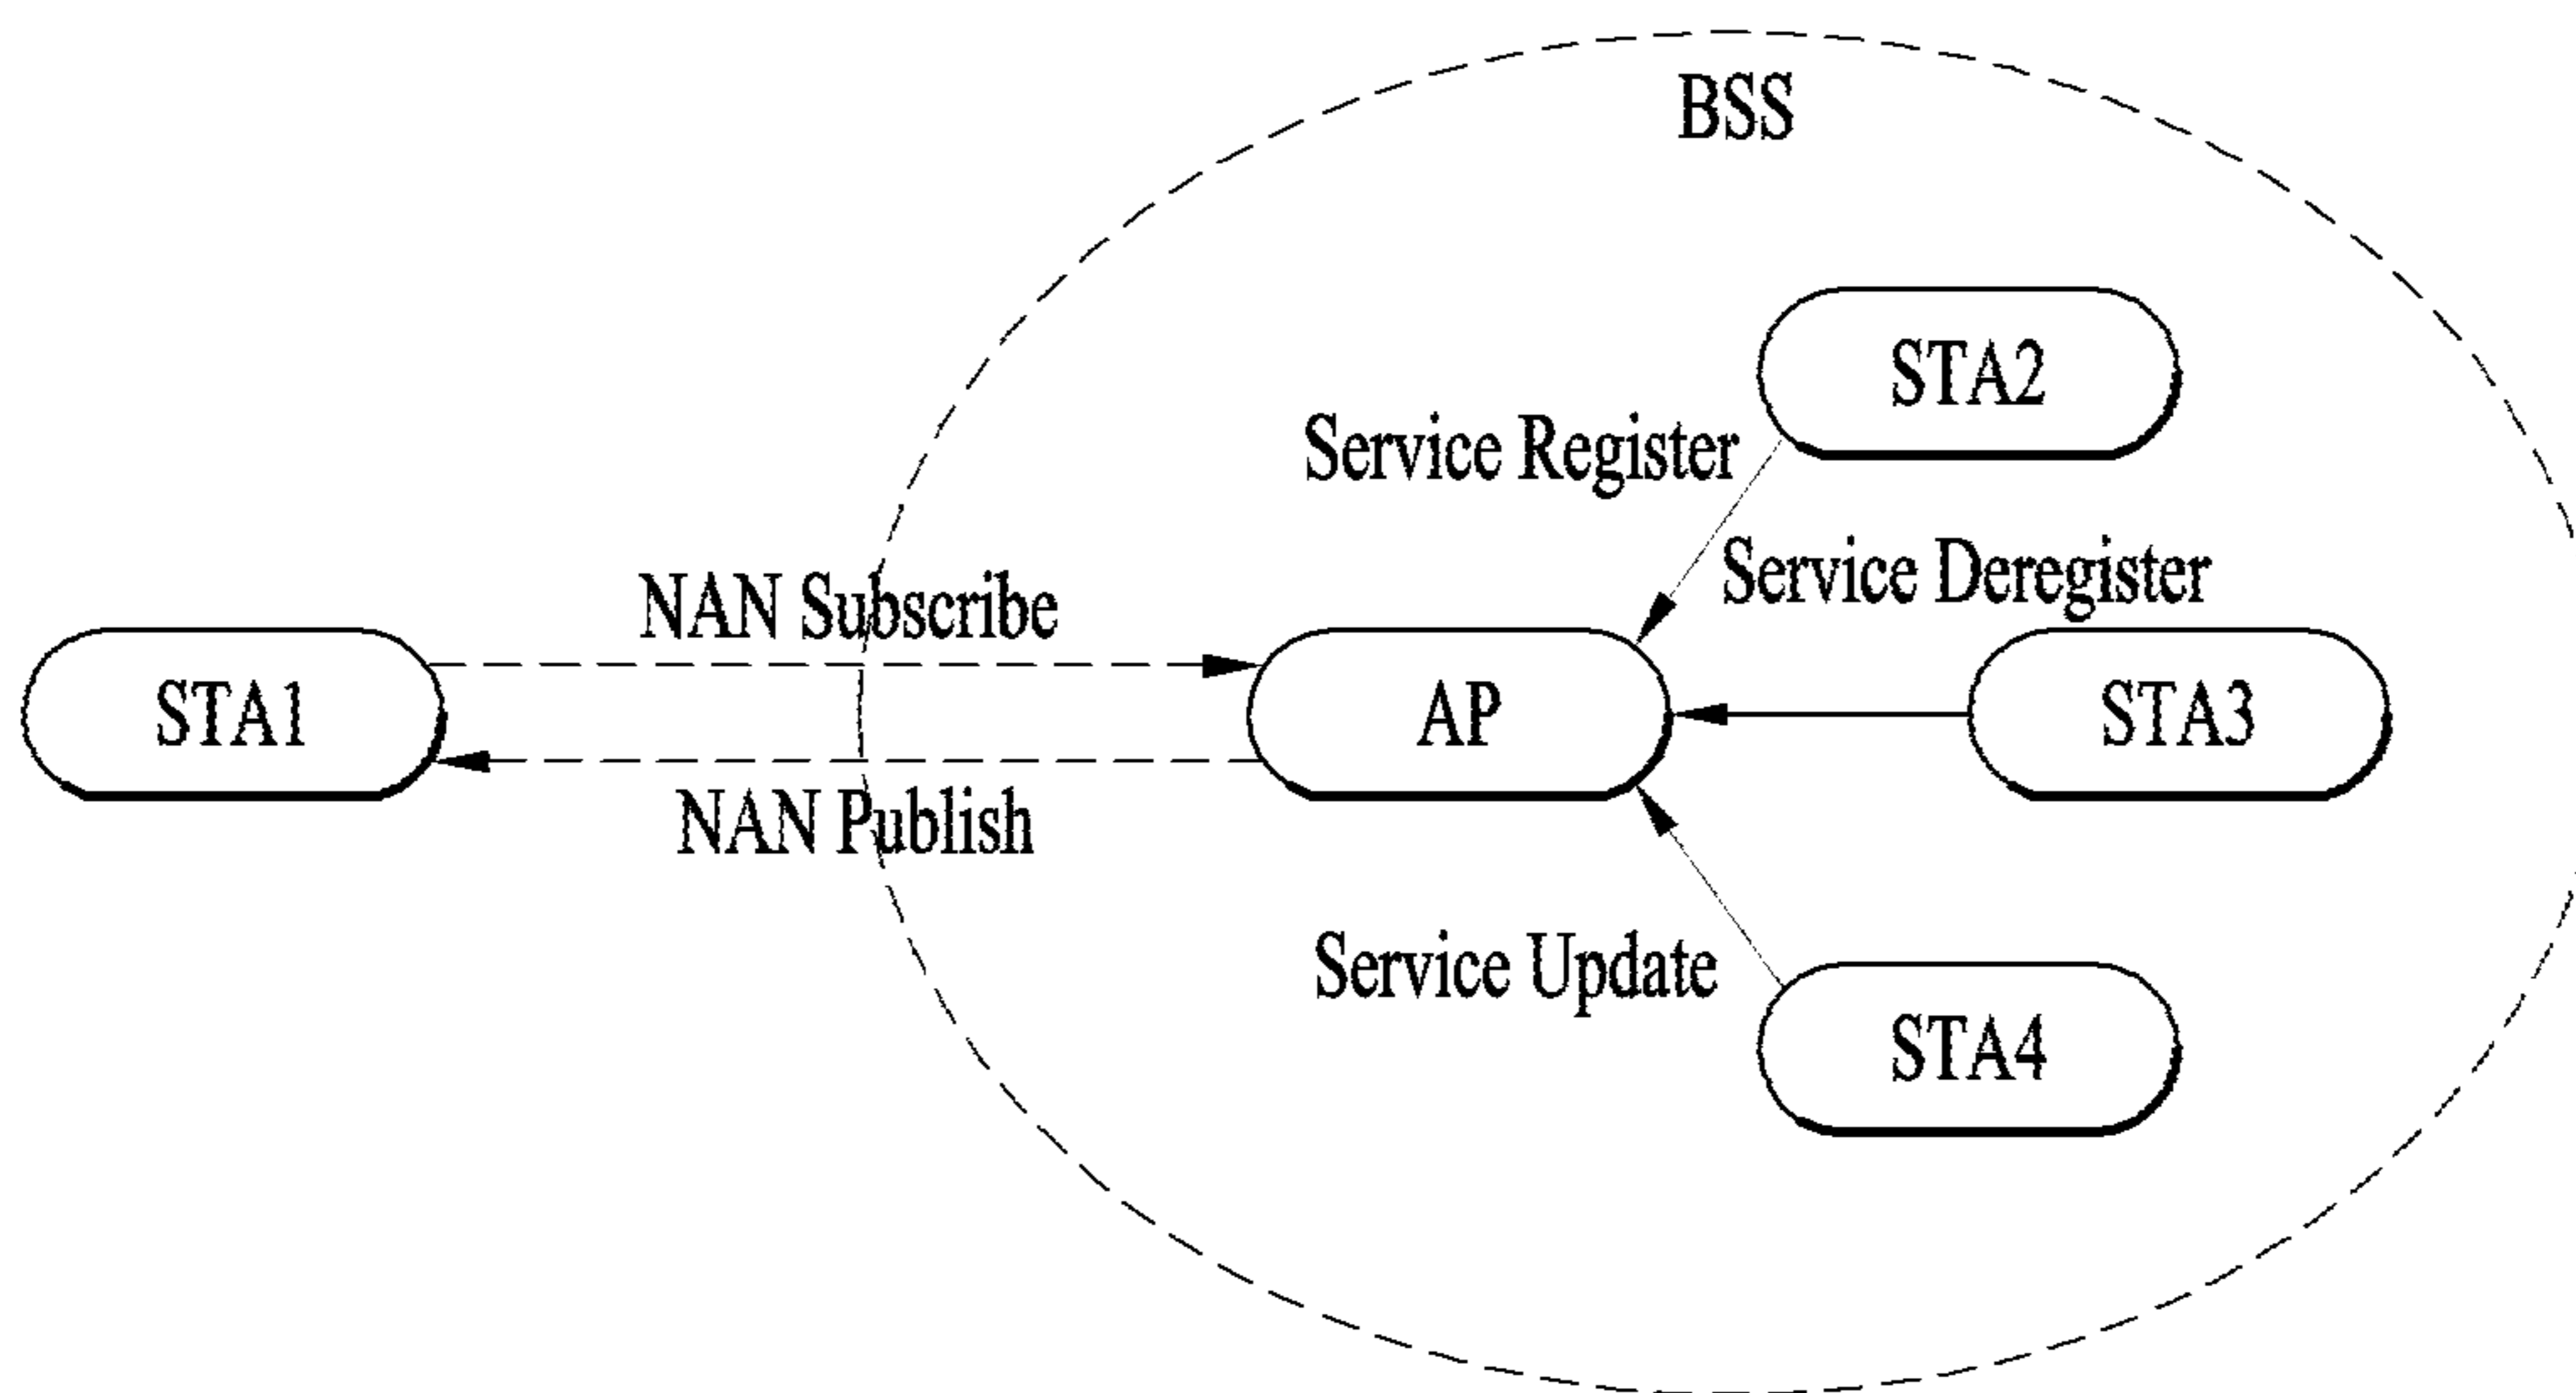 BSS
STA2
Service Register
Service Deregister
NAN Subscribe
STA1
AP
STA3
NAN Publish
Service Update
STA4